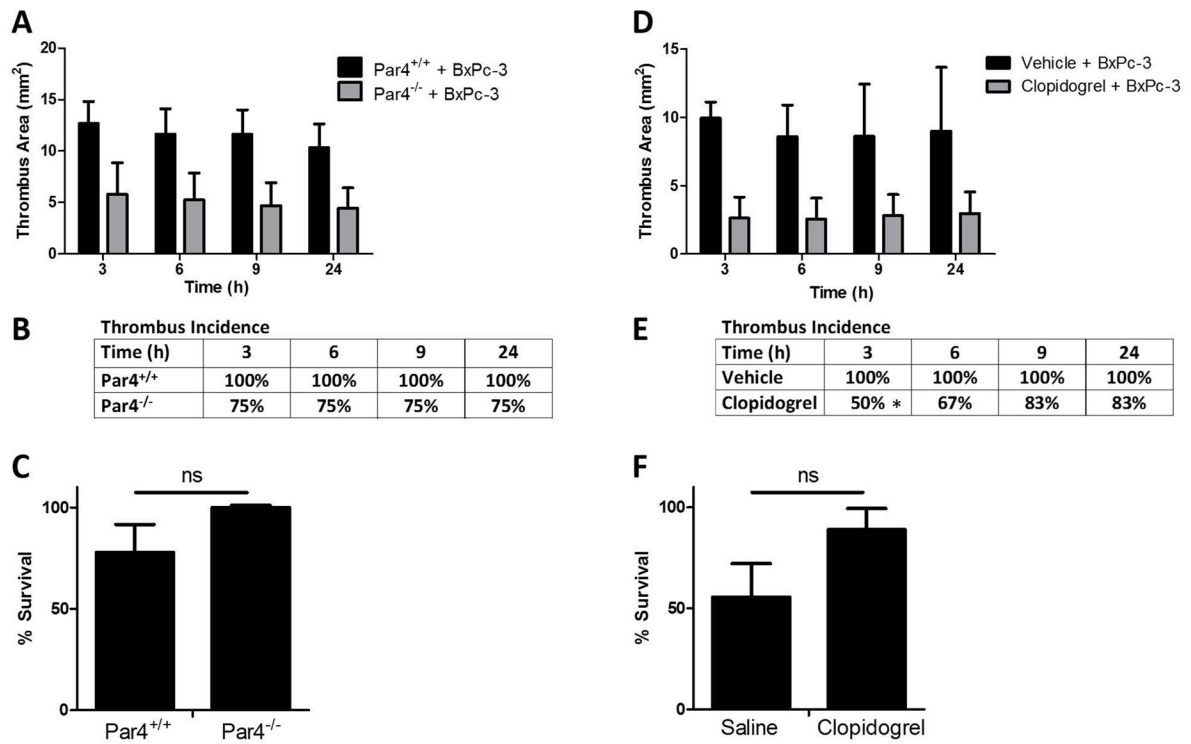 A
20
15
10
5
0
Thrombus Area (mm²)
Par4+/+ + BxPc-3
Par4-/- + BxPc-3
3 6 9 24
Time (h)
B
Thrombus Incidence
Time (h) 3 6 9 24
Par4+/+ 100% 100% 100% 100%
Par4-/- 75% 75% 75% 75%
C
ns
100
50
0
% Survival
Par4+/+ Par4-/-
D
15
10
5
0
Thrombus Area (mm²)
Vehicle + BxPc-3
Clopidogrel + BxPc-3
3 6 9 24
Time (h)
E
Thrombus Incidence
Time (h) 3 6 9 24
Vehicle 100% 100% 100% 100%
Clopidogrel 50% * 67% 83% 83%
F
ns
100
50
0
% Survival
Saline Clopidogrel